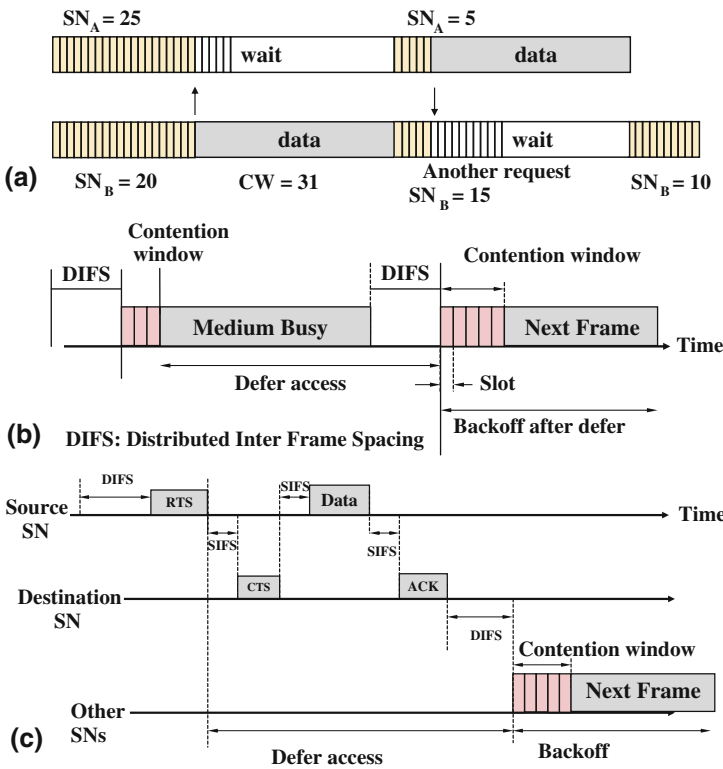 SN_A = 25
SN_A = 5
wait
data
data
wait
(a)
SN_B = 20
CW = 31
Another request
SN_B = 15
SN_B = 10
Contention window
Contention window
DIFS
DIFS
Medium Busy
Next Frame
Time
Defer access
Slot
Backoff after defer
(b)
DIFS: Distributed Inter Frame Spacing
DIFS
SIFS
RTS
Data
Source SN
Time
SIFS
SIFS
CTS
ACK
Destination SN
DIFS
Contention window
Next Frame
Other SNs
(c)
Defer access
Backoff